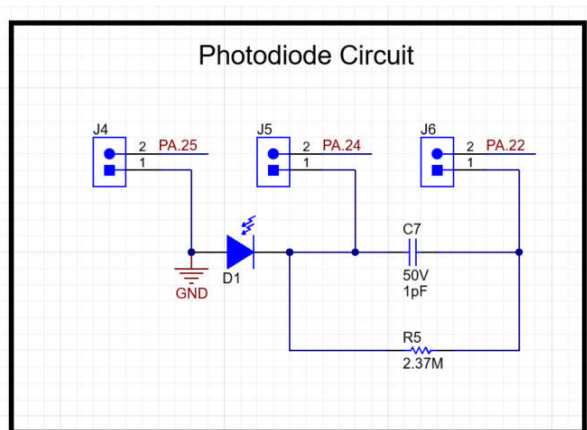 Photodiode Circuit
J4
2 PA.25
1
J5
2 PA.24
1
J6
2 PA.22
1
GND
D1
C7
50V
1pF
R5
2.37M